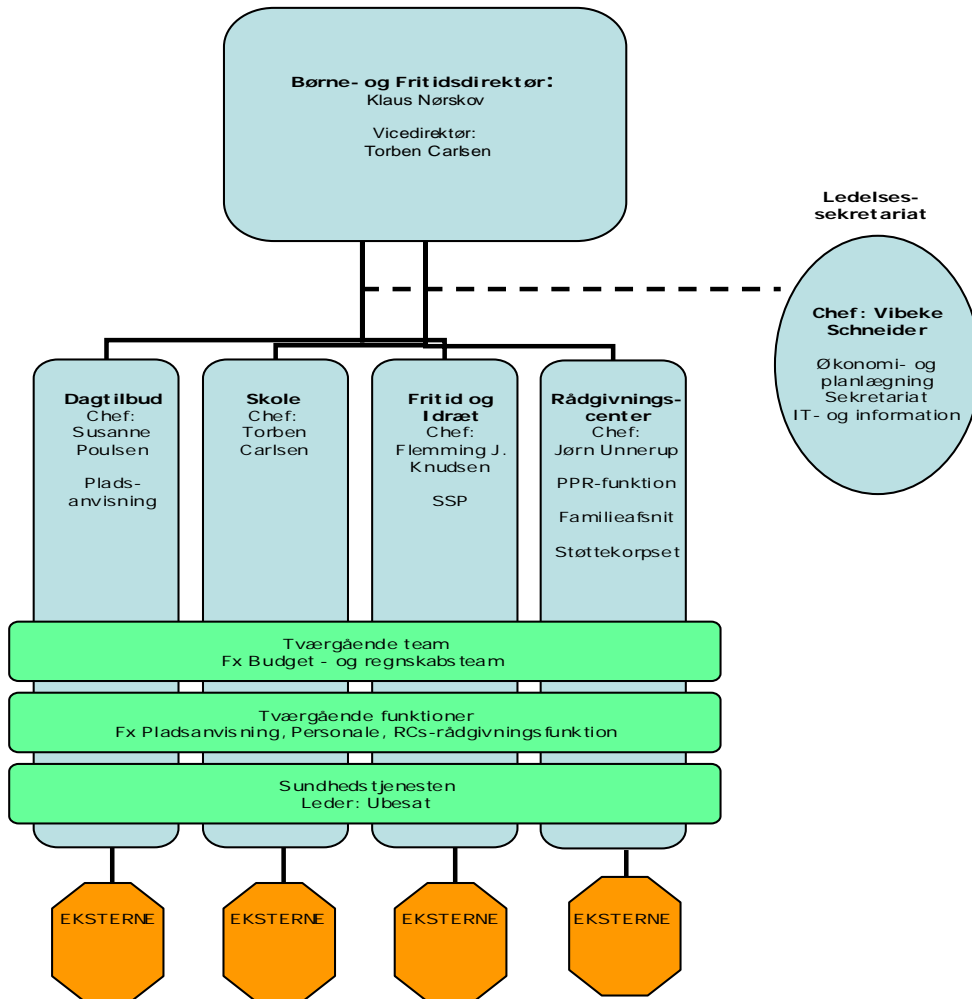 Børne- og Fritidsdirektør:
Klaus Nørskov
Vicedirektør:
Torben Carlsen
Ledelses-
sekretariat
Chef: Vibeke
Schneider
Økonomi- og
planlægning
Sekretariat
IT- og information
Dagtilbud
Chef:
Susanne
Poulsen
Plads-
anvisning
Skole
Chef:
Torben
Carlsen
Fritid og
Idræt
Chef:
Flemming J.
Knudsen
SSP
Rådgivnings-
center
Chef:
Jørn Unnerup
PPR-funktion
Familieafsnit
Støttekorpset
Tværgående team
Fx Budget - og regnskabsteam
Tværgående funktioner
Fx Pladsanvisning, Personale, RCs-rådgivningsfunktion
Sundhedstjenesten
Leder: Ubesat
EKSTERNE
EKSTERNE
EKSTERNE
EKSTERNE